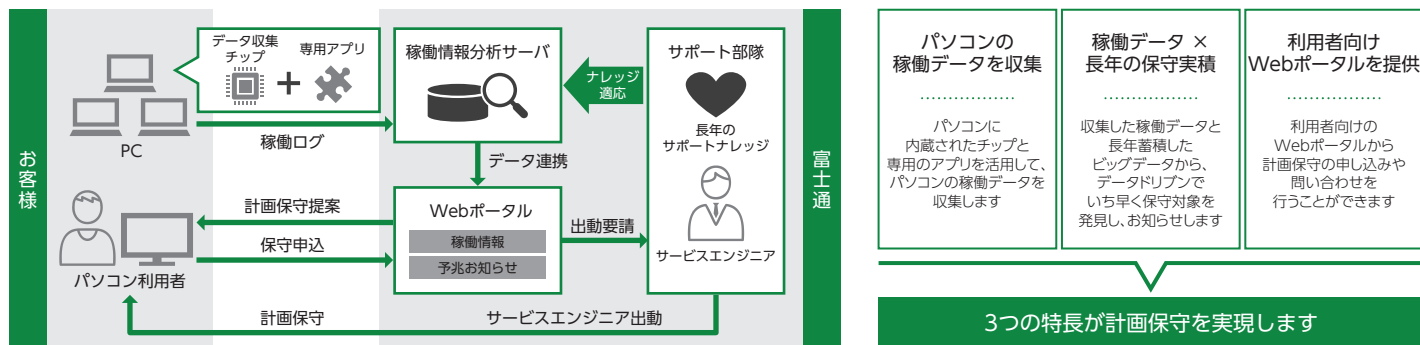 お客様
データ収集
チップ
専用アプリ
PC
稼働ログ
稼働情報分析サーバ
ナレッジ
適応
サポート部隊
長年の
サポートナレッジ
サービスエンジニア
データ連携
Webポータル
稼働情報
予兆お知らせ
計画保守提案
保守申込
パソコン利用者
出動要請
計画保守
サービスエンジニア出動
富士通
パソコンの
稼働データを収集
パソコンに
内蔵されたチップと
専用のアプリを活用して、
パソコンの稼働データを
収集します
稼働データ ×
長年の保守実績
収集した稼働データと
長年蓄積した
ビッグデータから、
データドリブンで
いち早く保守対象を
発見し、お知らせします
利用者向け
Webポータルを提供
利用者向けの
Webポータルから
計画保守の申し込みや
問い合わせを
行うことができます
3つの特長が計画保守を実現します